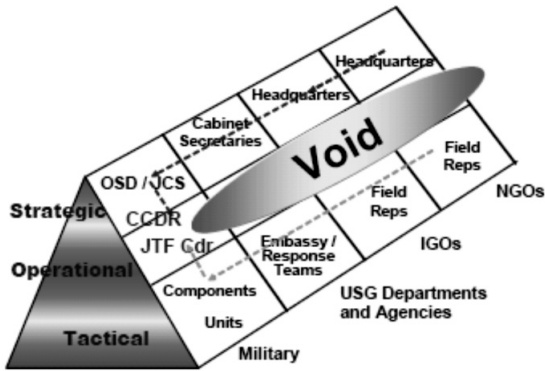 Headquarters
Headquarters
Cabinet
Secretaries
OSD / JCS
Void
Field
Reps
NGOs
Strategic
CCDR
JTF Cdr
Field
Reps
IGOs
Operational
Embassy /
Response
Teams
Components
USG Departments
and Agencies
Units
Tactical
Military